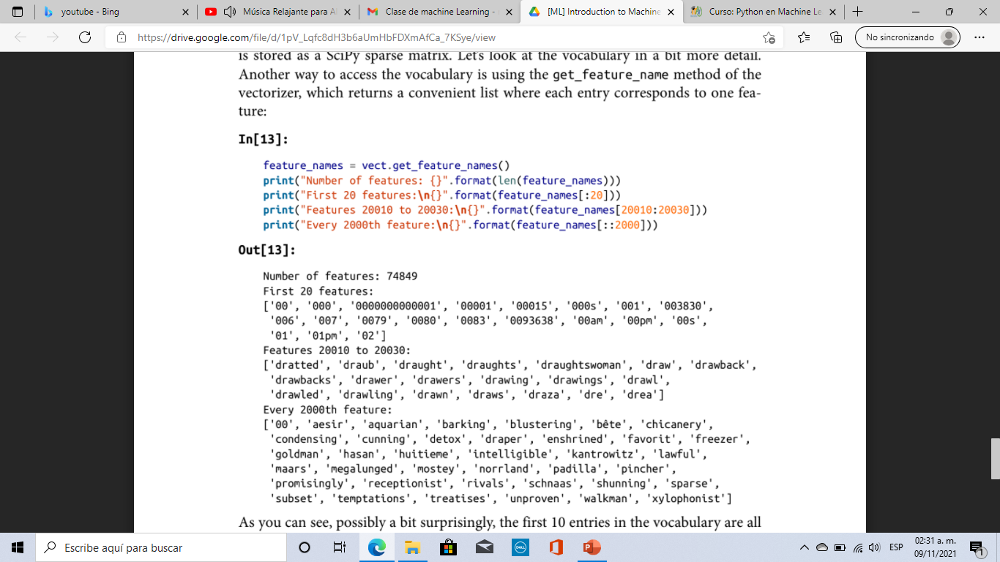 youtube - Bing
Música Relajante para Al
Clase de machine Learning -
[ML] Introduction to Machine
Curso: Python en Machine Le
https://drive.google.com/file/d/1pV_Lqfc8dH3b6aUmHbFDXmAfCa_7KSye/view
No sincronizando
is stored as a SciPy sparse matrix. Let's look at the vocabulary in a bit more detail.
Another way to access the vocabulary is using the get_feature_name method of the
vectorizer, which returns a convenient list where each entry corresponds to one fea-
ture:
In[13]:
feature_names = vect.get_feature_names()
print("Number of features: {}".format(len(feature_names)))
print("First 20 features:\n{}".format(feature_names[:20]))
print("Features 20010 to 20030:\n{}".format(feature_names[20010:20030]))
print("Every 2000th feature:\n{}".format(feature_names[::2000]))
Out[13]:
Number of features: 74849
First 20 features:
['00', '000', '0000000000001', '00001', '00015', '000s', '001', '003830',
'006', '007', '0079', '0080', '0083', '0093638', '00am', '00pm', '00s',
'01', '01pm', '02']
Features 20010 to 20030:
['dratted', 'draub', 'draught', 'draughts', 'draughtswoman', 'draw', 'drawback',
'drawbacks', 'drawer', 'drawers', 'drawing', 'drawings', 'drawl',
'drawled', 'drawling', 'drawn', 'draws', 'draza', 'dre', 'drea']
Every 2000th feature:
['00', 'aesir', 'aquarian', 'barking', 'blustering', 'bête', 'chicanery',
'condensing', 'cunning', 'detox', 'draper', 'enshrined', 'favorit', 'freezer',
'goldman', 'hasan', 'huitieme', 'intelligible', 'kantrowitz', 'lawful',
'maars', 'megalunged', 'mostey', 'norrland', 'padilla', 'pincher',
'promisingly', 'receptionist', 'rivals', 'schnaas', 'shunning', 'sparse',
'subset', 'temptations', 'treatises', 'unproven', 'walkman', 'xylophonist']
As you can see, possibly a bit surprisingly, the first 10 entries in the vocabulary are all
Escribe aquí para buscar
DELL
ESP
02:31 a. m.
09/11/2021
1